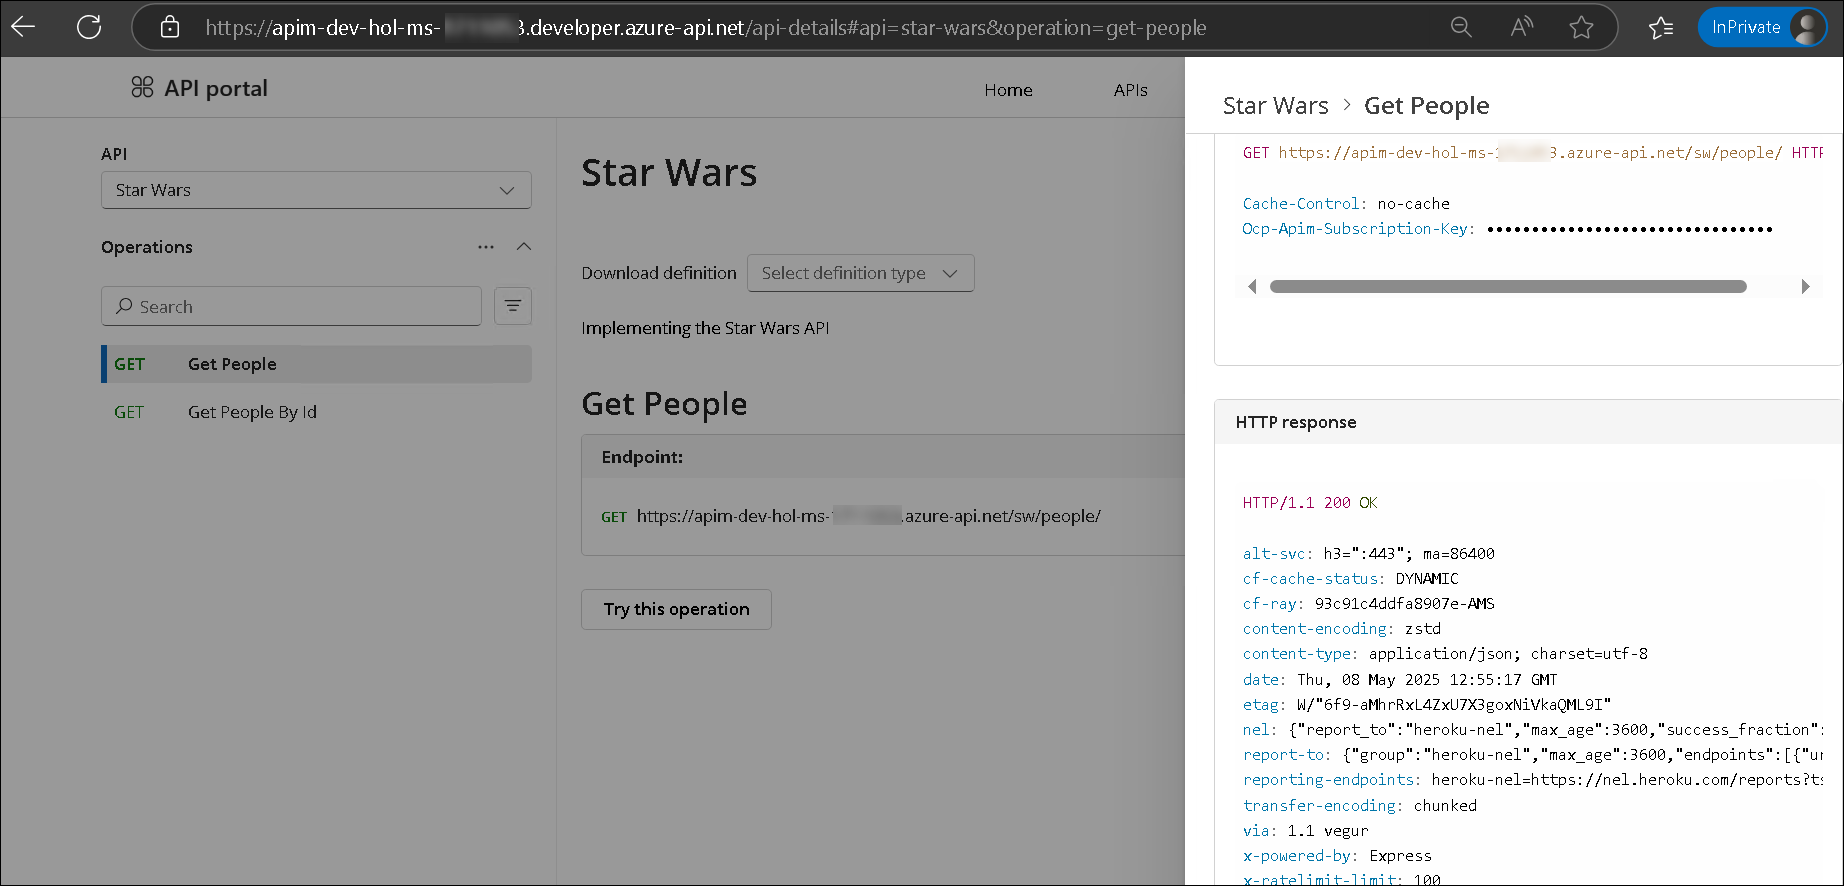 https://apim-dev-hol-ms- 3.developer.azure-api.net/api-details#api=star-wars&operation=get-people
InPrivate
API portal
Home
APIs
API
Star Wars
Operations
Search
GET Get People
GET Get People By Id
Star Wars
Download definition
Select definition type
Implementing the Star Wars API
Get People
Endpoint:
GET https://apim-dev-hol-ms- .azure-api.net/sw/people/
Try this operation
Star Wars > Get People
GET https://apim-dev-hol-ms- 3.azure-api.net/sw/people/ HTTP
Cache-Control: no-cache
Ocp-Apim-Subscription-Key: ••••••••••••••••••••••••••••••••
HTTP response
HTTP/1.1 200 OK
alt-svc: h3=":443"; ma=86400
cf-cache-status: DYNAMIC
cf-ray: 93c91c4ddfa8907e-AMS
content-encoding: zstd
content-type: application/json; charset=utf-8
date: Thu, 08 May 2025 12:55:17 GMT
etag: W/"6f9-aMhrRxL4ZxU7X3goxNiVkaQML9I"
nel: {"report_to":"heroku-nel","max_age":3600,"success_fraction":
report-to: {"group":"heroku-nel","max_age":3600,"endpoints":[{"ur
reporting-endpoints: heroku-nel=https://nel.heroku.com/reports?ts
transfer-encoding: chunked
via: 1.1 vegur
x-powered-by: Express
x-ratelimit-limit: 100